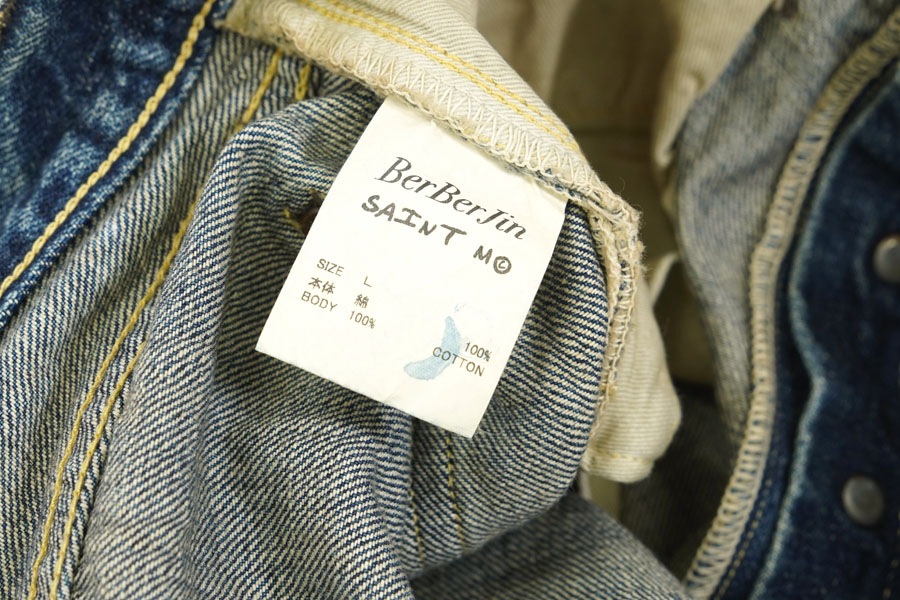 BerBerJin
SAINT M©
SIZE L
本体 綿
BODY 100%
100%
COTTON